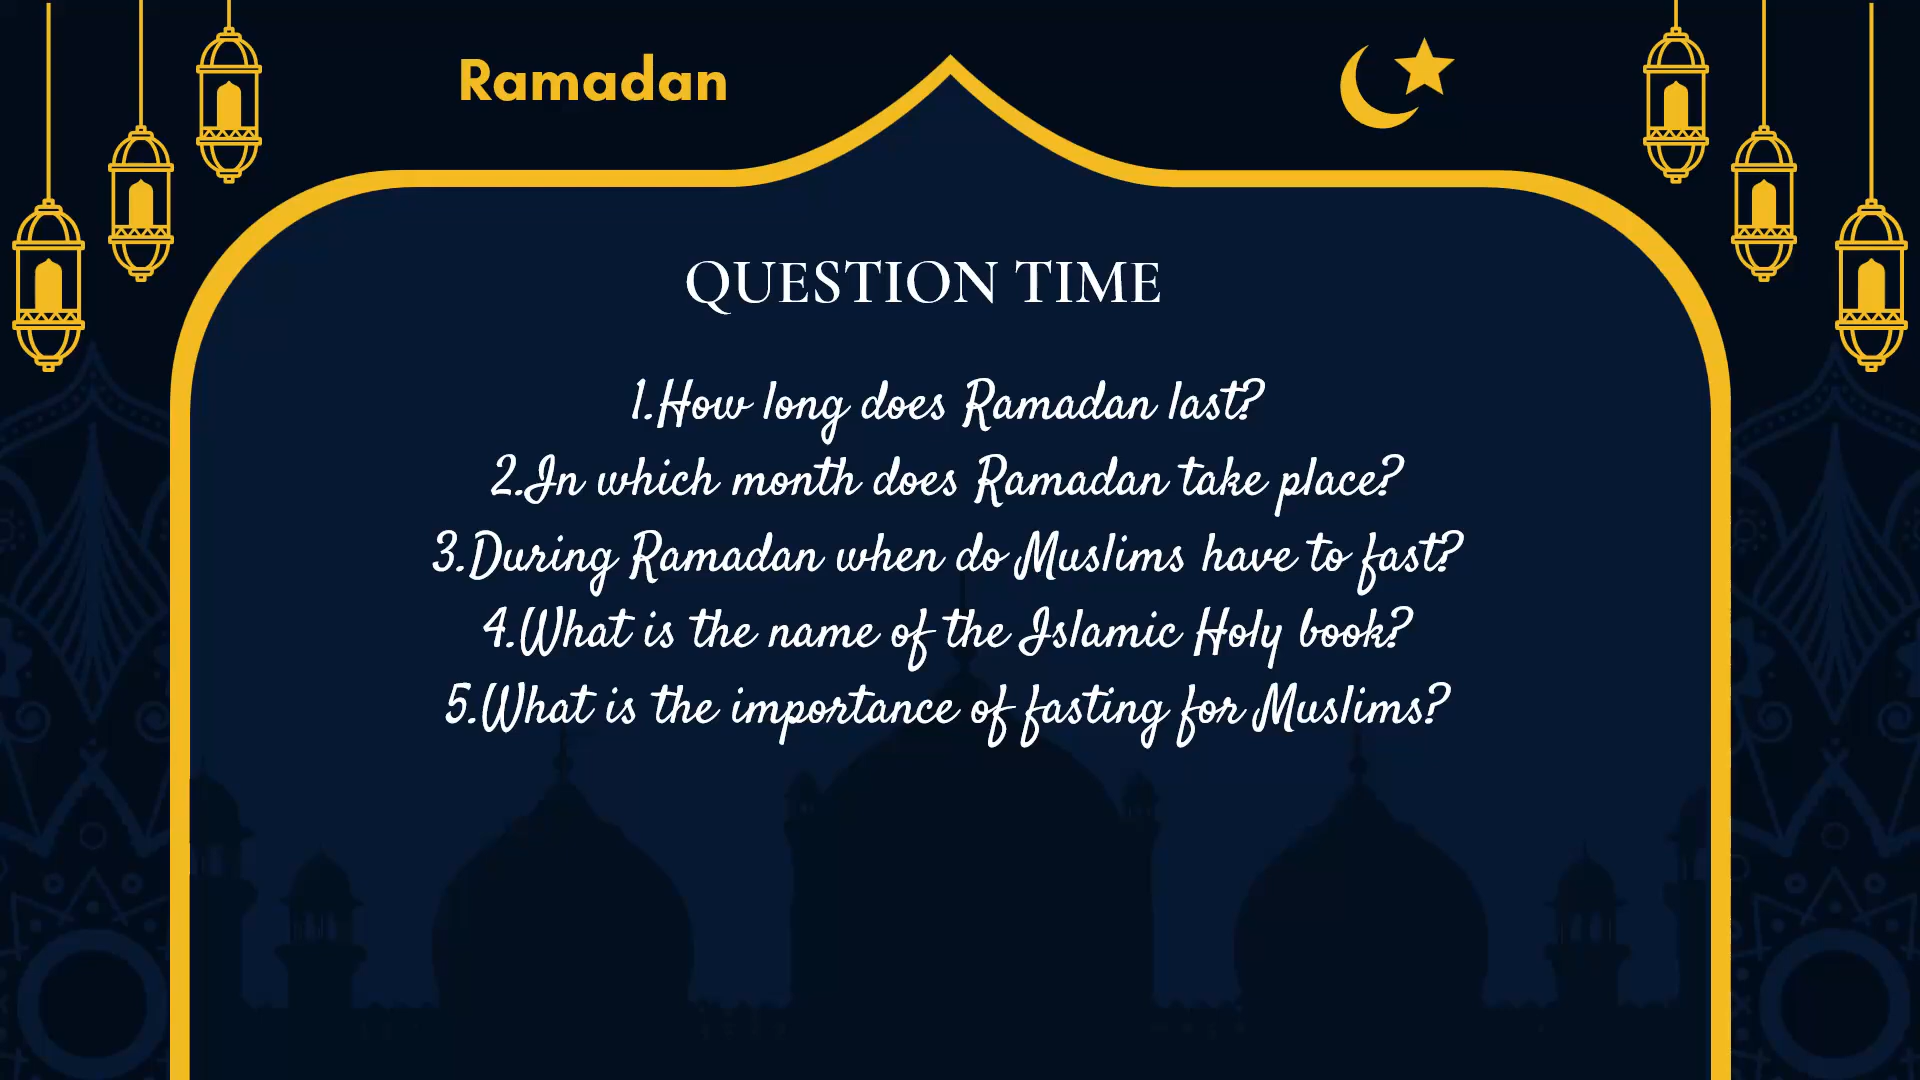 Ramadan
QUESTION TIME
1.How long does Ramadan last?
2.In which month does Ramadan take place?
3.During Ramadan when do Muslims have to fast?
4.What is the name of the Islamic Holy book?
5.What is the importance of fasting for Muslims?